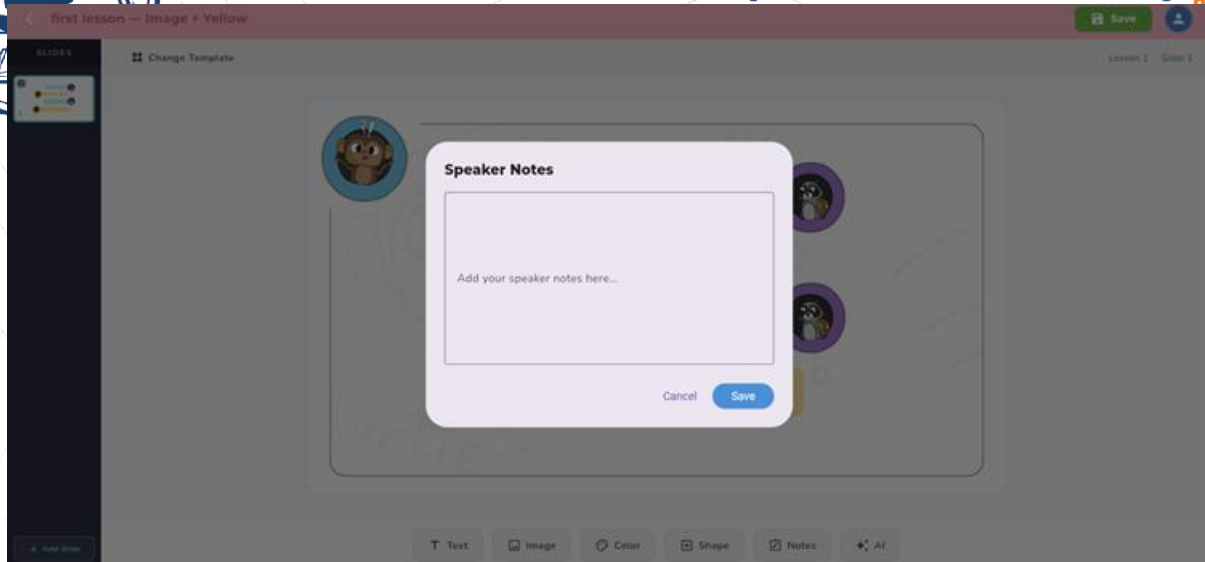 first lesson — Image + Yellow
Save
SLIDES
Change Template
Lesson 1 Slide 1
Speaker Notes
Add your speaker notes here...
Cancel Save
+ Add Slide
T Text Image Color Shape Notes AI